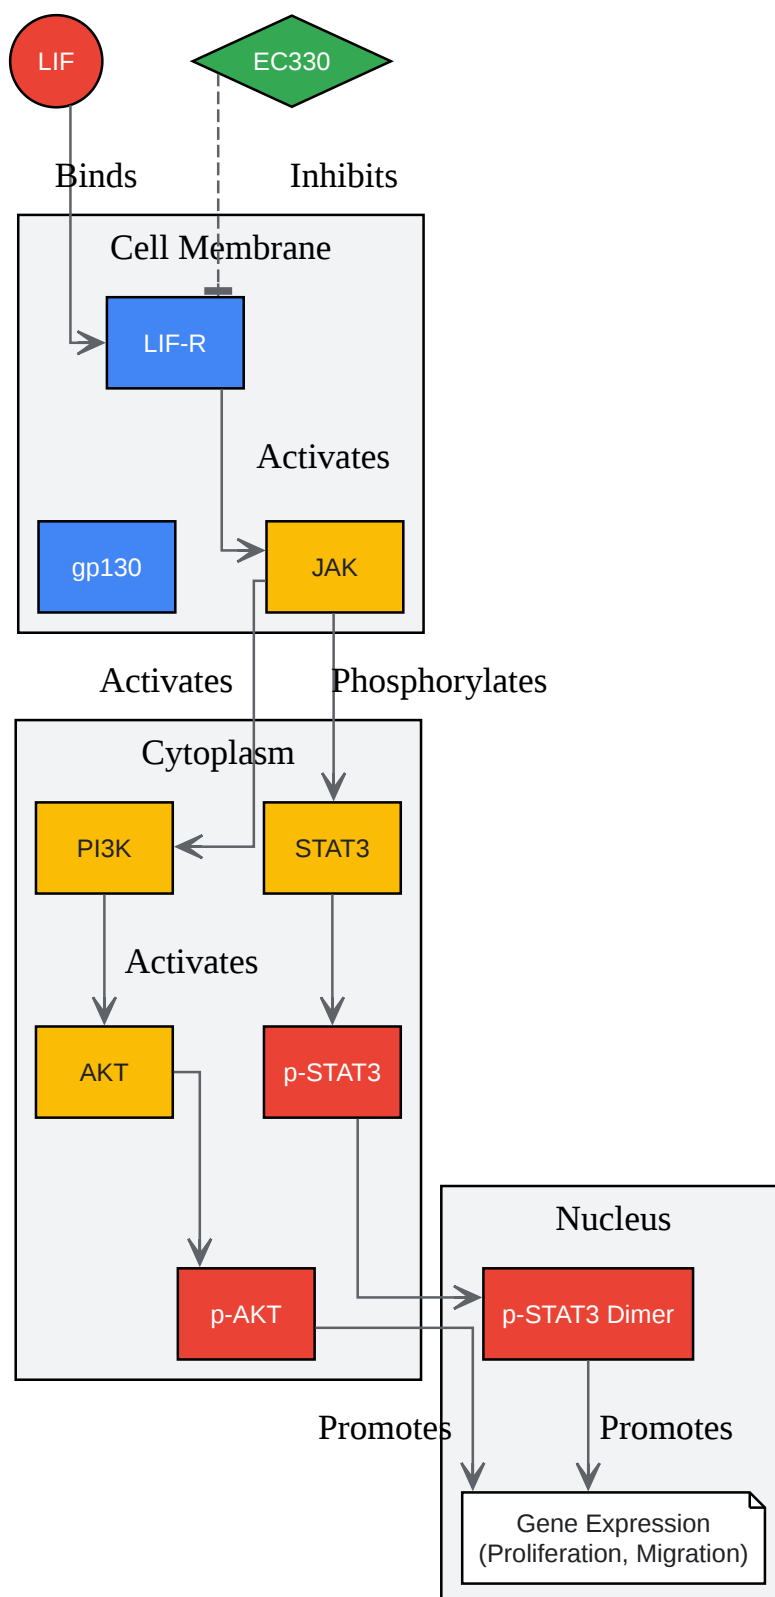 LIF
EC330
Binds
Inhibits
Cell Membrane
LIF-R
Activates
gp130
JAK
Activates
Phosphorylates
Cytoplasm
PI3K
STAT3
Activates
AKT
p-STAT3
Nucleus
p-AKT
p-STAT3 Dimer
Promotes
Promotes
Gene Expression
(Proliferation, Migration)